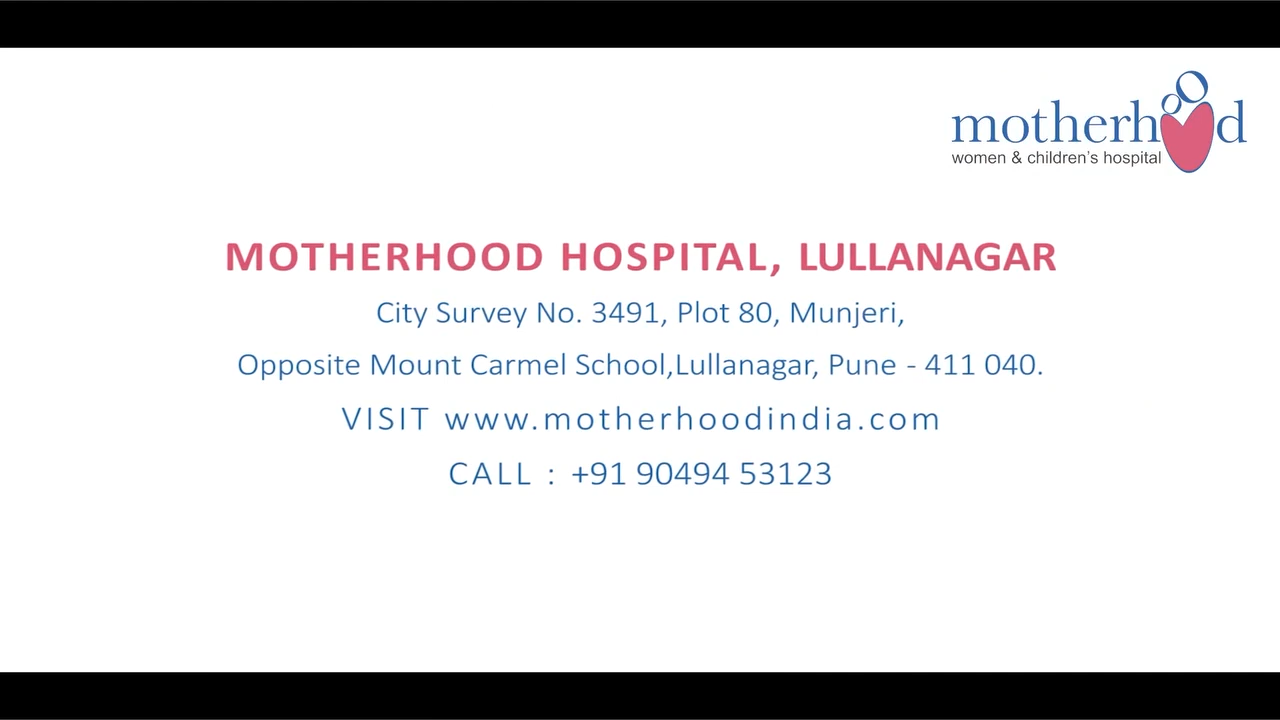 motherhood
women & children's hospital
MOTHERHOOD HOSPITAL, LULLANAGAR
City Survey No. 3491, Plot 80, Munjeri,
Opposite Mount Carmel School,Lullanagar, Pune - 411 040.
VISIT www.motherhoodindia.com
CALL : +91 90494 53123